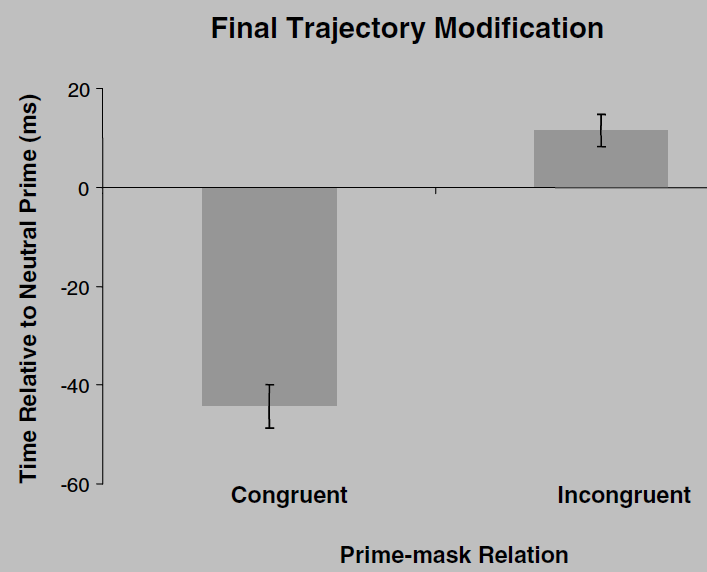 Final Trajectory Modification
Time Relative to Neutral Prime (ms)
20
0
-20
-40
-60
Congruent
Incongruent
Prime-mask Relation